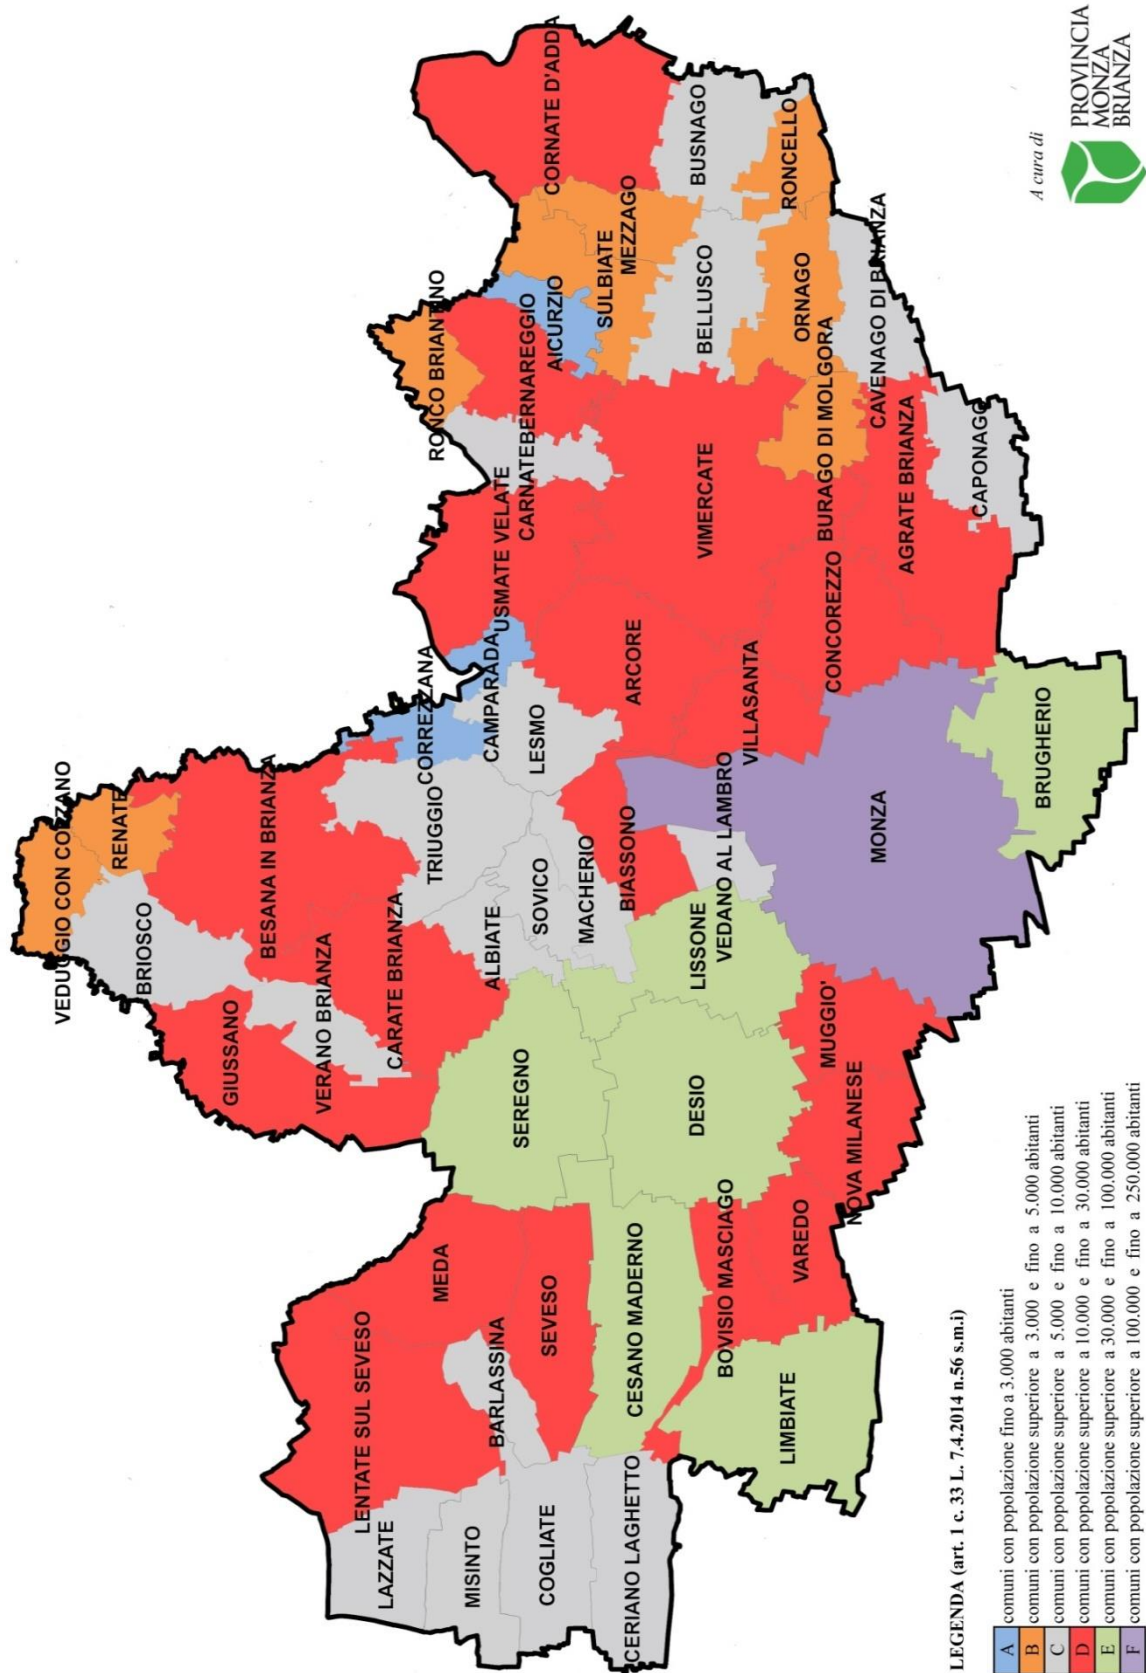 VEDUGGIO CON COLZANO
RENATE
BRIOSCO
BESANA IN BRIANZA
GIUSSANO
VERANO BRIANZA
CARATE BRIANZA
TRIUGGIO
CORREZZANA
ALBIATE
SOVICO
MACHERIO
CAMPARADA
LESMO
USMATE VELATE
CARNATE
BERNAREGGIO
RONCO BRIANTINO
AICURZIO
SULBIATE
MEZZAGO
CORNATE D'ADDA
BUSNAGO
RONCELLO
BELLUSCO
ORNAGO
CAVENAGO DI BRIANZA
BURAGO DI MOLGORA
VIMERCATE
AGRATE BRIANZA
CAPONAGO
CONCOREZZO
ARCORE
VILLASANTA
BIASSONO
VEDANO AL LAMBRO
LISSONE
MONZA
BRUGHERIO
MUGGIO'
NOVA MILANESE
DESIO
SEREGNO
MEDA
LENTATE SUL SEVESO
BARLASSINA
SEVESO
CESANO MADERNO
BOVISIO MASCIAGO
VAREDO
LIMBIATE
LAZZATE
MISINTO
COGLIATE
CERIANO LAGHETTO
LEGENDA (art. 1 c. 33 L. 7.4.2014 n.56 s.m.i)
A comuni con popolazione fino a 3.000 abitanti
B comuni con popolazione superiore a 3.000 e fino a 5.000 abitanti
C comuni con popolazione superiore a 5.000 e fino a 10.000 abitanti
D comuni con popolazione superiore a 10.000 e fino a 30.000 abitanti
E comuni con popolazione superiore a 30.000 e fino a 100.000 abitanti
F comuni con popolazione superiore a 100.000 e fino a 250.000 abitanti
A cura di
PROVINCIA
MONZA
BRIANZA